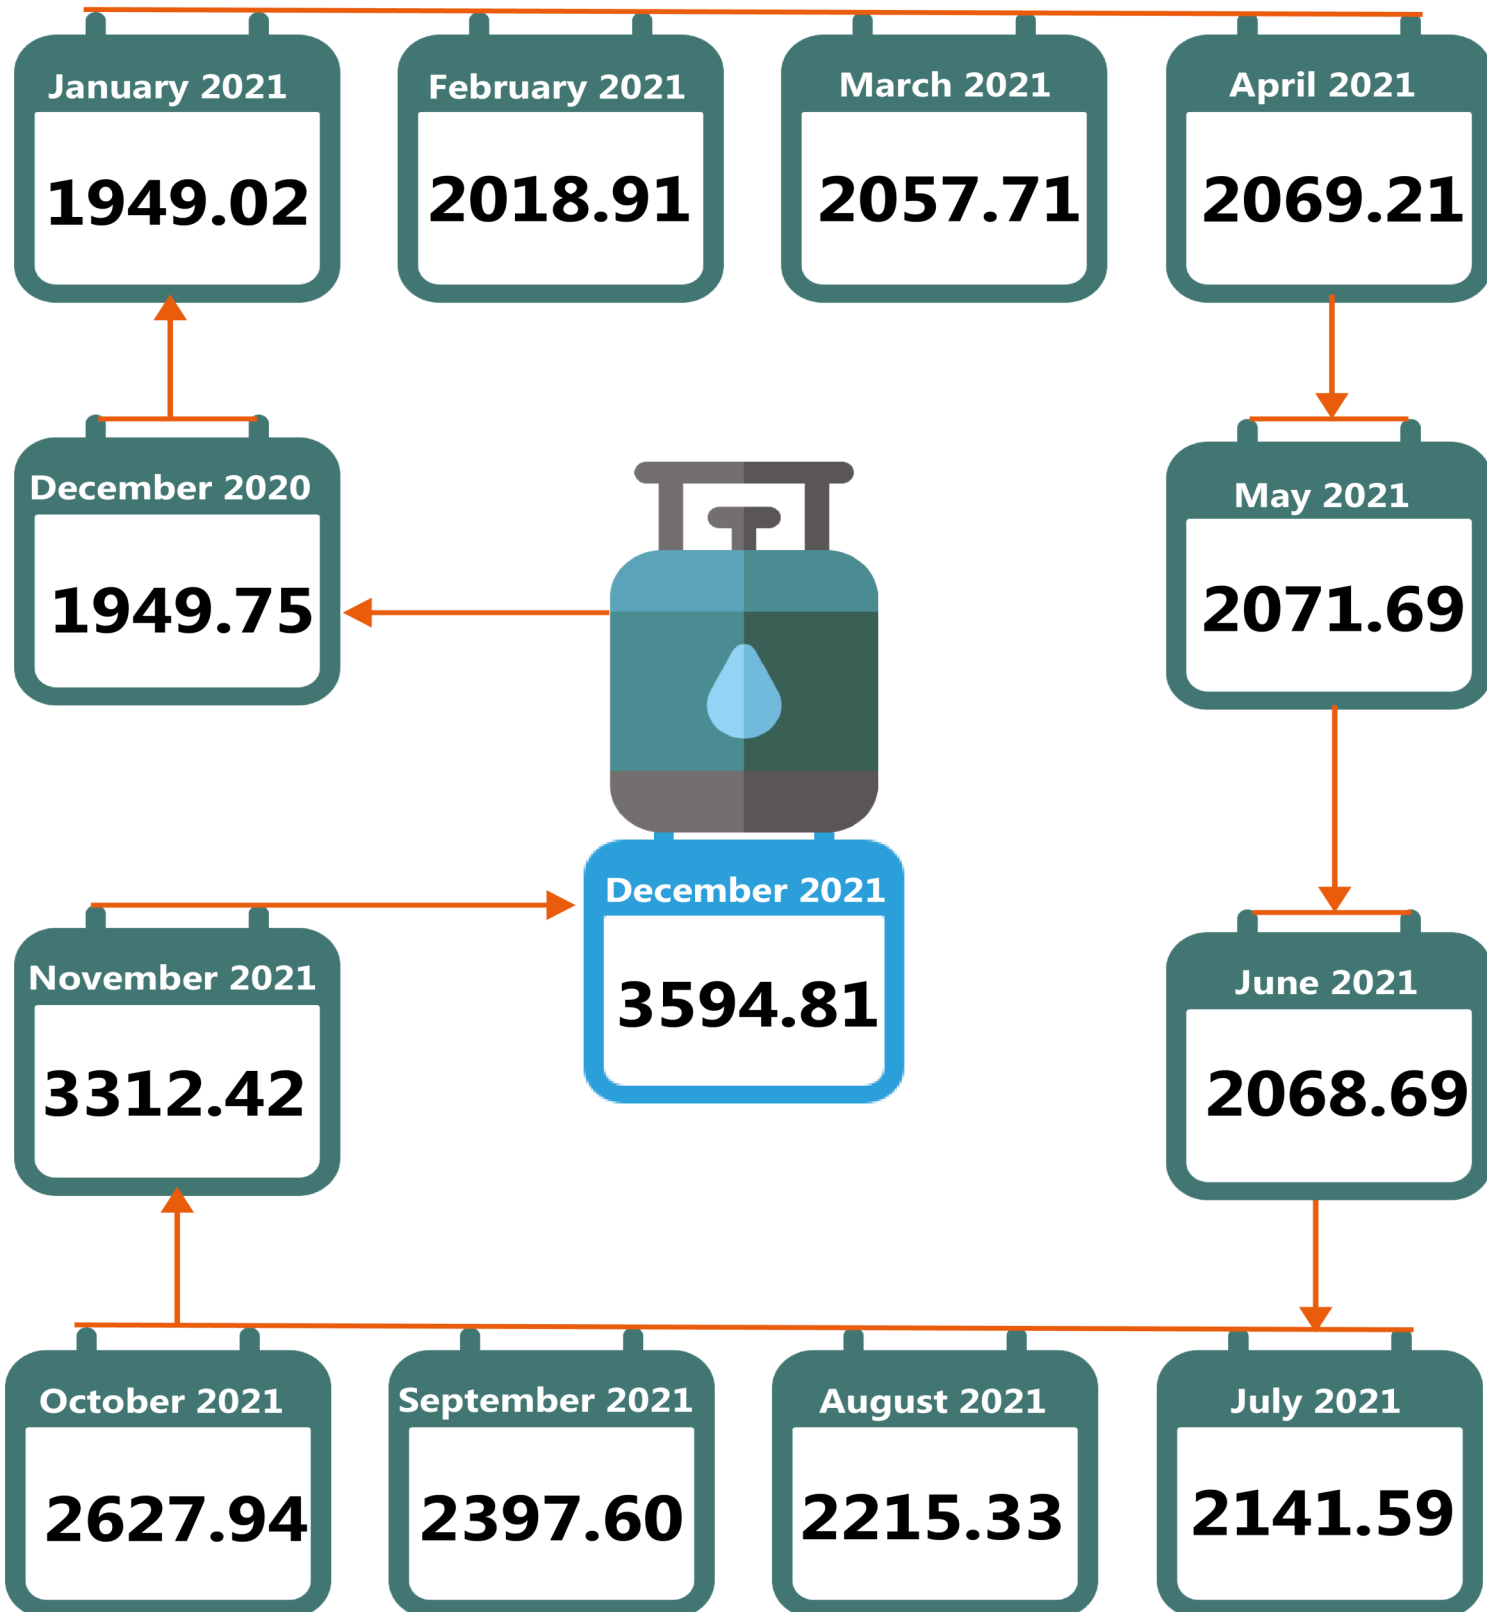 January 2021
1949.02
February 2021
2018.91
March 2021
2057.71
April 2021
2069.21
December 2020
1949.75
May 2021
2071.69
November 2021
3312.42
December 2021
3594.81
June 2021
2068.69
October 2021
2627.94
September 2021
2397.60
August 2021
2215.33
July 2021
2141.59